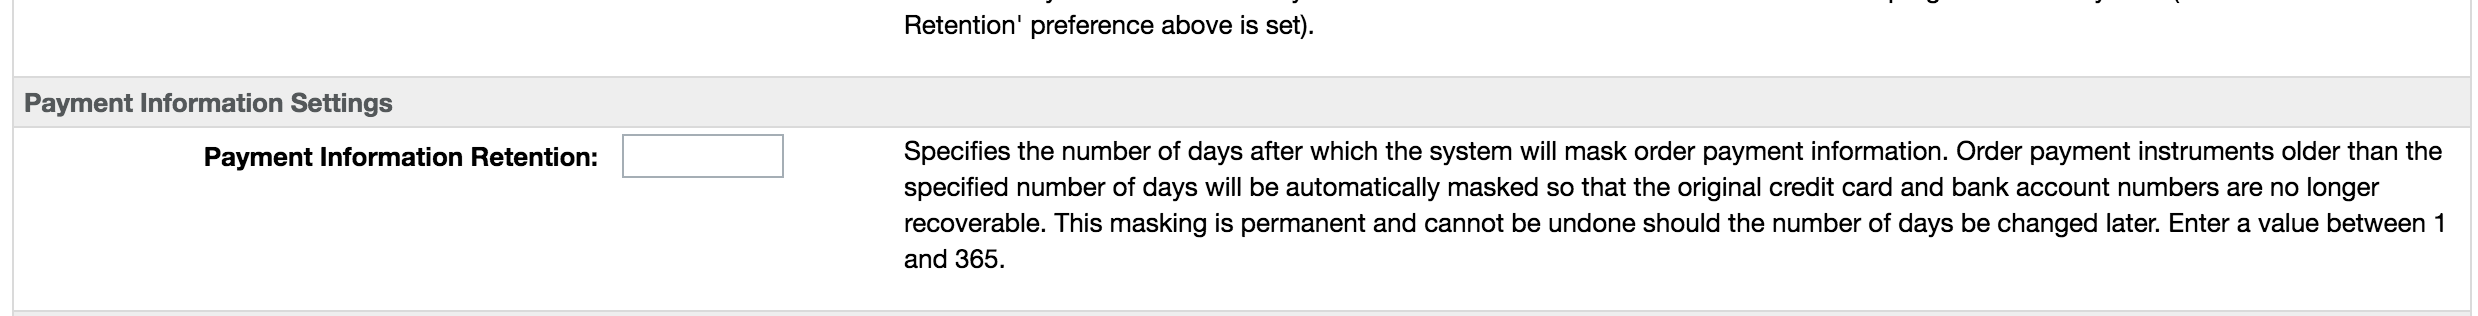 Retention' preference above is set).
Payment Information Settings
Payment Information Retention:
Specifies the number of days after which the system will mask order payment information. Order payment instruments older than the
specified number of days will be automatically masked so that the original credit card and bank account numbers are no longer
recoverable. This masking is permanent and cannot be undone should the number of days be changed later. Enter a value between 1
and 365.